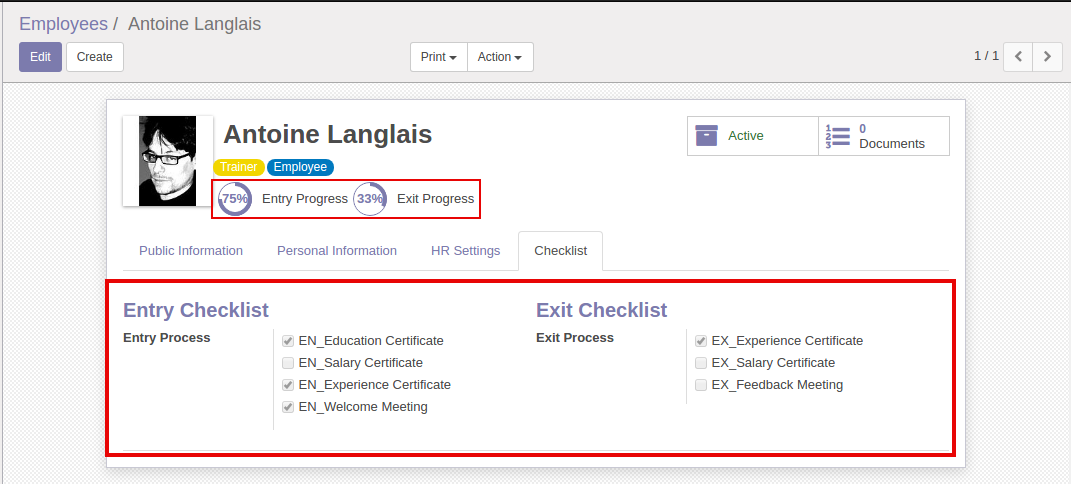 Employees / Antoine Langlais
Edit Create Print Action 1 / 1
Antoine Langlais
Active
0
Documents
Trainer Employee
75% Entry Progress 33% Exit Progress
Public Information Personal Information HR Settings Checklist
Entry Checklist
Entry Process
EN_Education Certificate
EN_Salary Certificate
EN_Experience Certificate
EN_Welcome Meeting
Exit Checklist
Exit Process
EX_Experience Certificate
EX_Salary Certificate
EX_Feedback Meeting